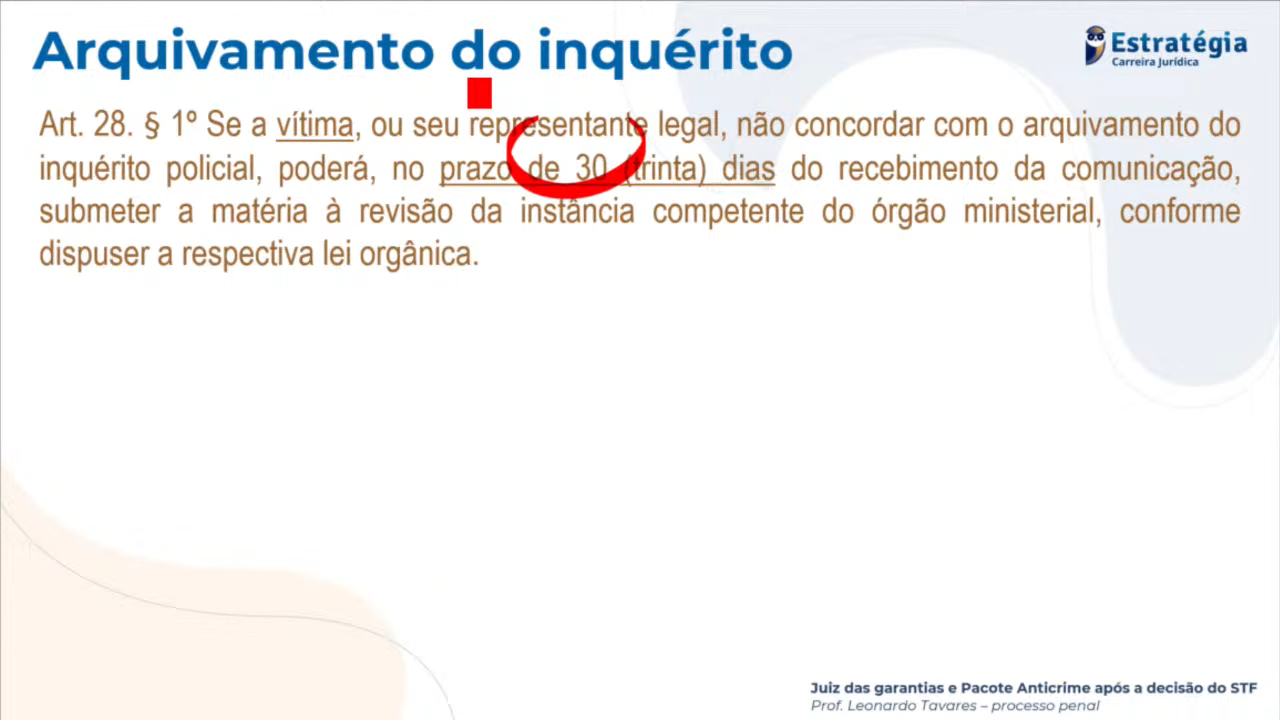 Arquivamento do inquérito
Estratégia
Carreira Jurídica
Art. 28. § 1º Se a vítima, ou seu representante legal, não concordar com o arquivamento do
inquérito policial, poderá, no prazo de 30 (trinta) dias do recebimento da comunicação,
submeter a matéria à revisão da instância competente do órgão ministerial, conforme
dispuser a respectiva lei orgânica.
Juiz das garantias e Pacote Anticrime após a decisão do STF
Prof. Leonardo Tavares – processo penal